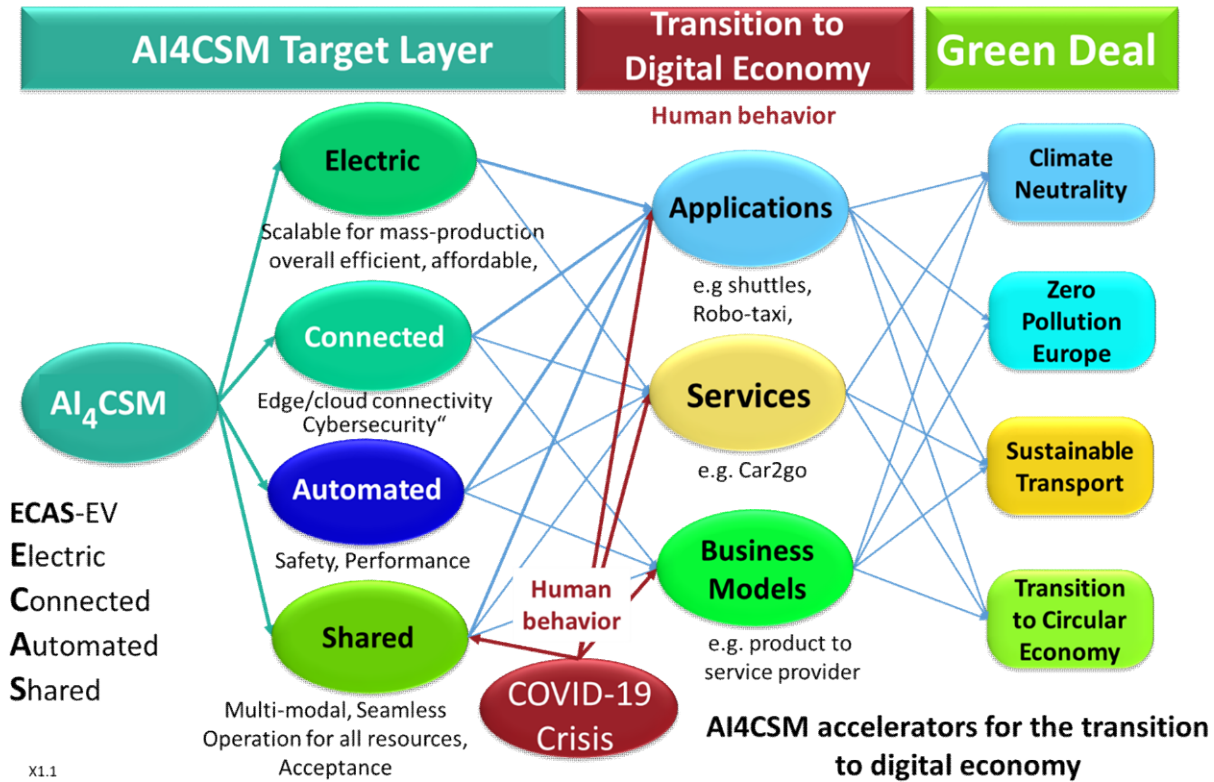 AI4CSM Target Layer
Transition to
Digital Economy
Green Deal
Human behavior
Electric
Scalable for mass-production
overall efficient, affordable,
Connected
Edge/cloud connectivity
Cybersecurity“
AI4CSM
Automated
Safety, Performance
Shared
Multi-modal, Seamless
Operation for all resources,
Acceptance
ECAS-EV
Electric
Connected
Automated
Shared
X1.1
Applications
e.g shuttles,
Robo-taxi,
Services
e.g. Car2go
Business
Models
e.g. product to
service provider
Human
behavior
COVID-19
Crisis
Climate
Neutrality
Zero
Pollution
Europe
Sustainable
Transport
Transition
to Circular
Economy
AI4CSM accelerators for the transition
to digital economy